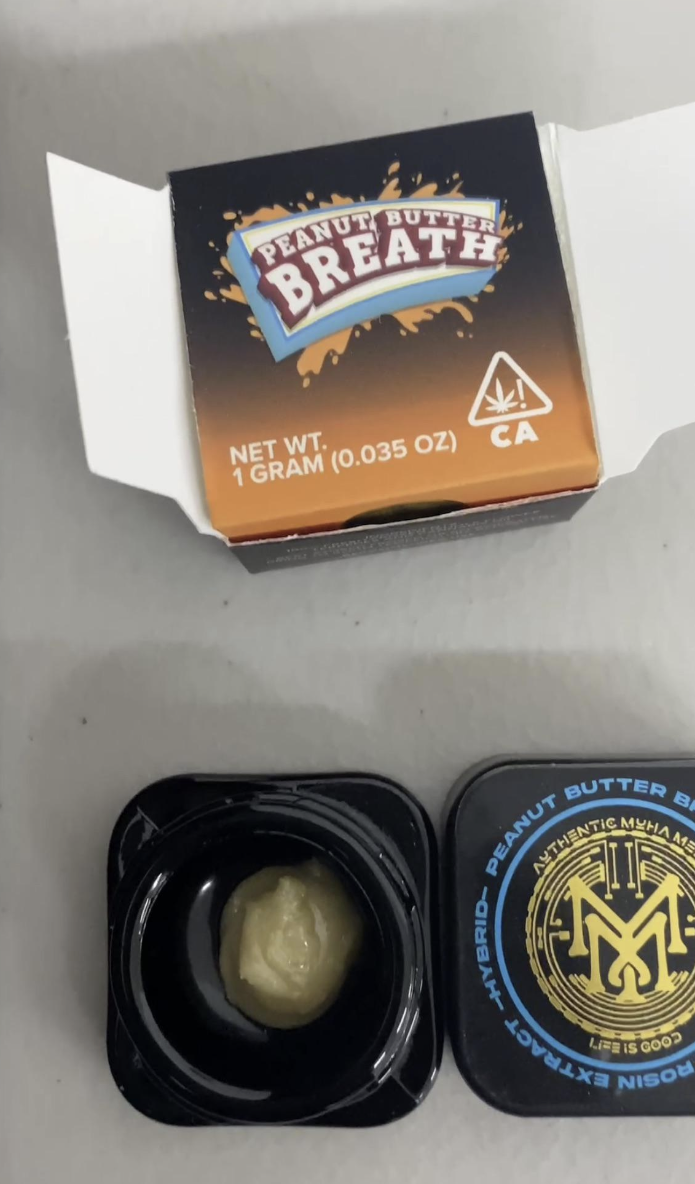 PEANUT BUTTER
BREATH
NET WT.
1 GRAM (0.035 OZ)
CA
PEANUT BUTTER
AUTHENTIC MUHA
LIFE IS GOOD
-HYBRID-
ROSIN EXTRACT